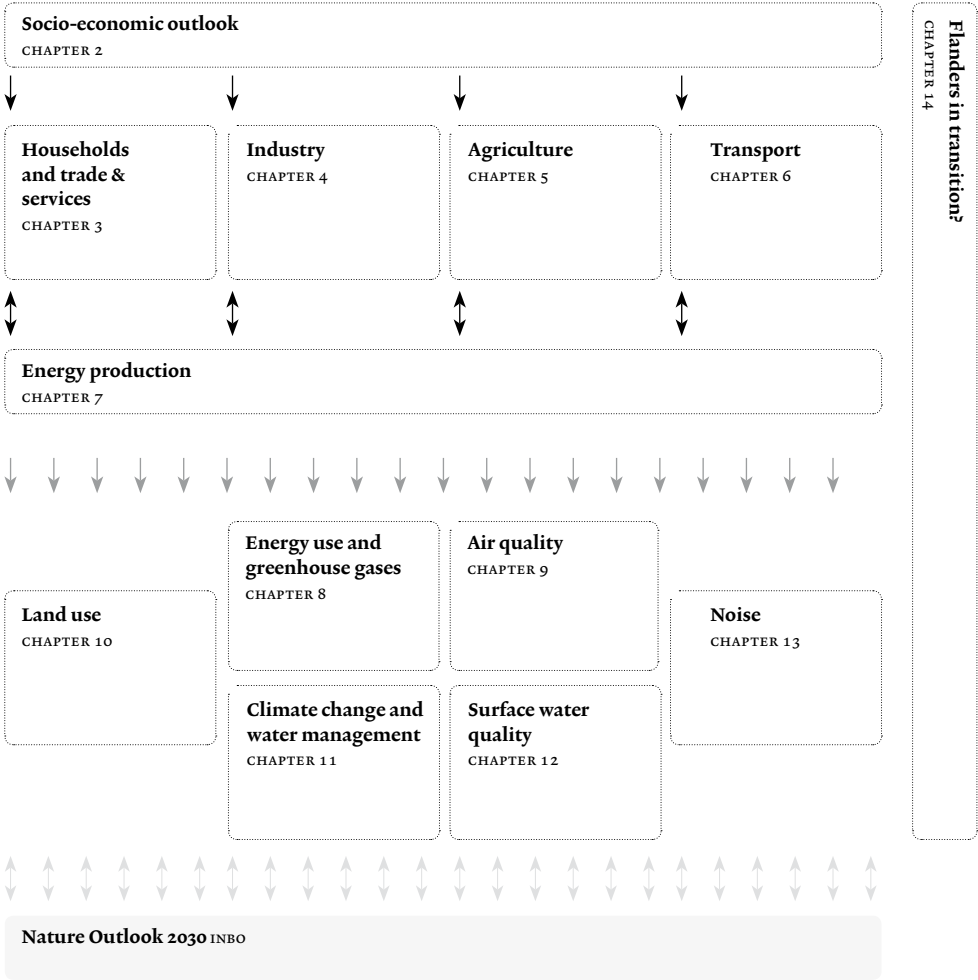 Socio-economic outlook
CHAPTER 2
Flanders in transition?
CHAPTER 14
Households
and trade &
services
CHAPTER 3
Industry
CHAPTER 4
Agriculture
CHAPTER 5
Transport
CHAPTER 6
Energy production
CHAPTER 7
Energy use and
greenhouse gases
CHAPTER 8
Air quality
CHAPTER 9
Land use
CHAPTER 10
Noise
CHAPTER 13
Climate change and
water management
CHAPTER 11
Surface water
quality
CHAPTER 12
Nature Outlook 2030 INBO